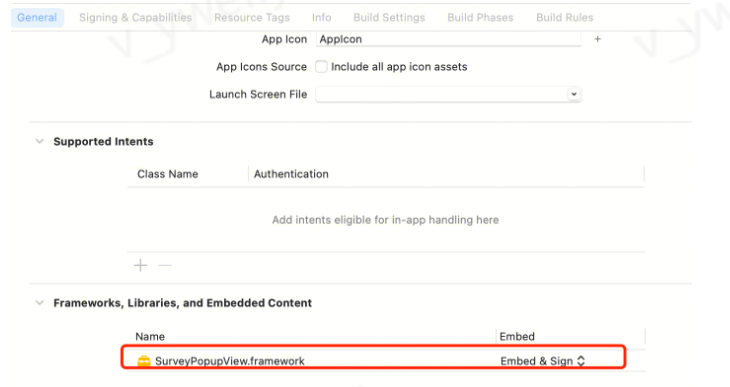 General Signing & Capabilities Resource Tags Info Build Settings Build Phases Build Rules
App Icon AppIcon +
App Icons Source Include all app icon assets
Launch Screen File
Supported Intents
Class Name Authentication
Add intents eligible for in-app handling here
+ −
Frameworks, Libraries, and Embedded Content
Name Embed
SurveyPopupView.framework Embed & Sign